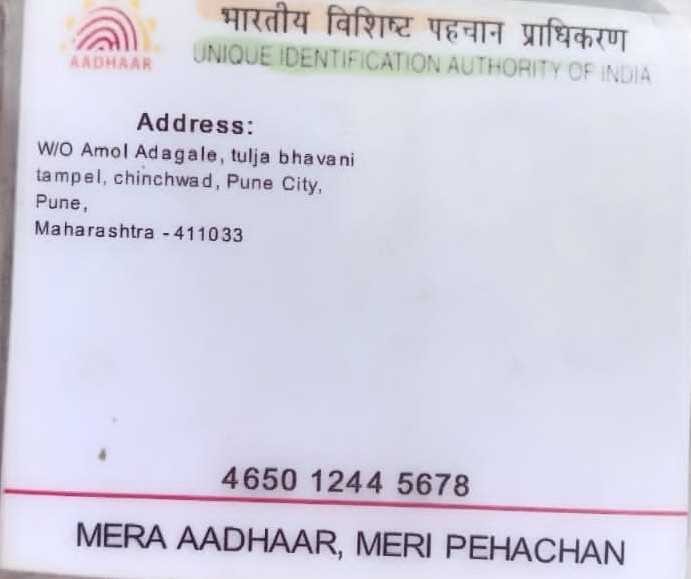 भारतीय विशिष्ट पहचान प्राधिकरण
AADHAAR
UNIQUE IDENTIFICATION AUTHORITY OF INDIA
Address:
W/O Amol Adagale, tulja bhavani
tampel, chinchwad, Pune City,
Pune,
Maharashtra - 411033
4650 1244 5678
MERA AADHAAR, MERI PEHACHAN